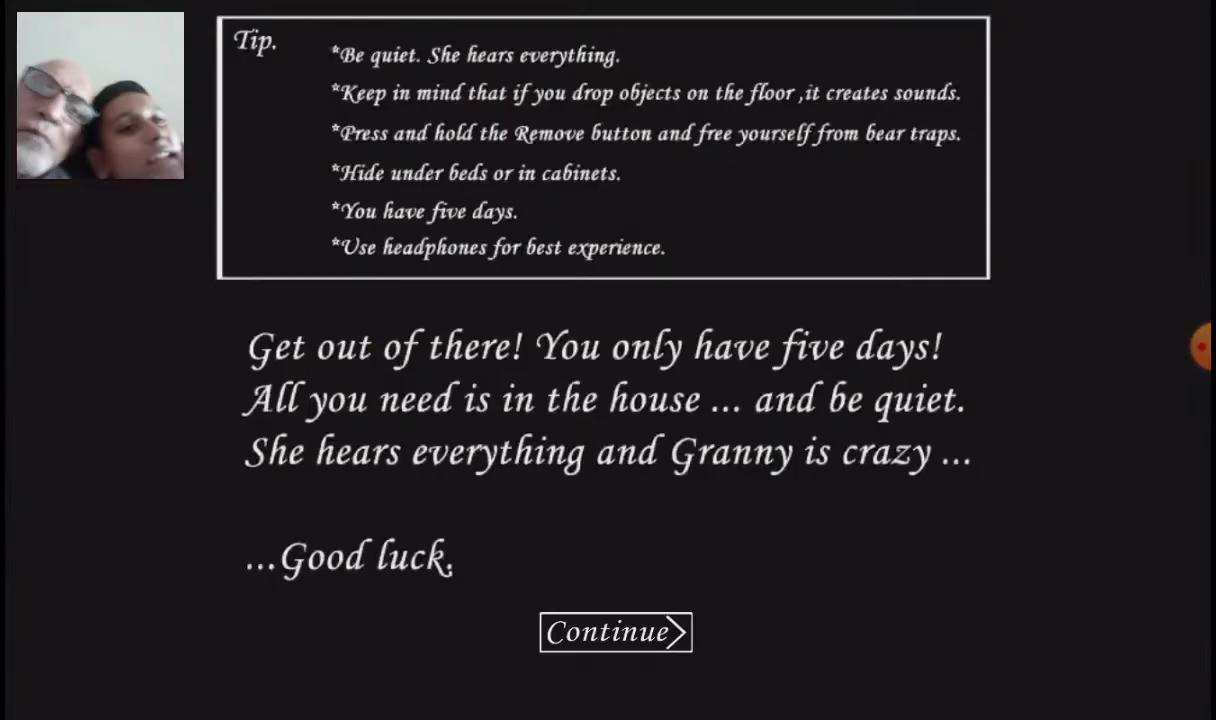 Tip.
*Be quiet. She hears everything.
*Keep in mind that if you drop objects on the floor ,it creates sounds.
*Press and hold the Remove button and free yourself from bear traps.
*Hide under beds or in cabinets.
*You have five days.
*Use headphones for best experience.
Get out of there! You only have five days!
All you need is in the house ... and be quiet.
She hears everything and Granny is crazy ...
...Good luck.
Continue>